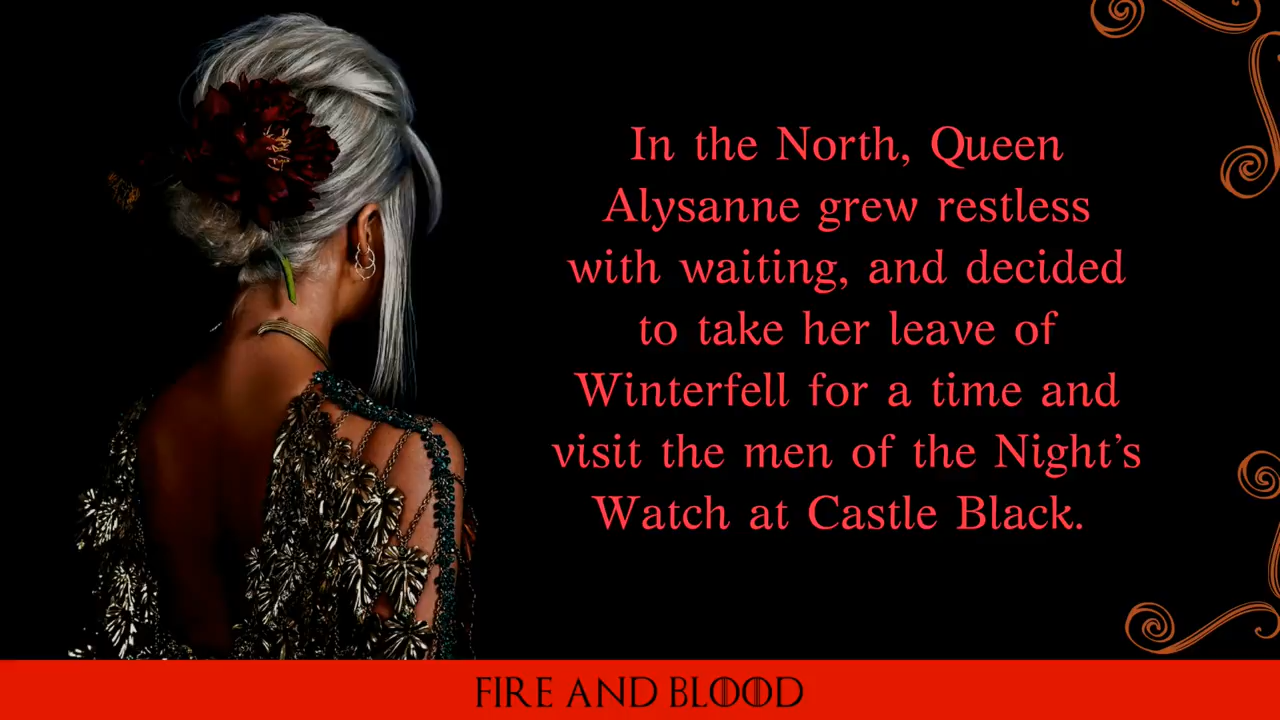 In the North, Queen
Alysanne grew restless
with waiting, and decided
to take her leave of
Winterfell for a time and
visit the men of the Night’s
Watch at Castle Black.
FIRE AND BLOOD